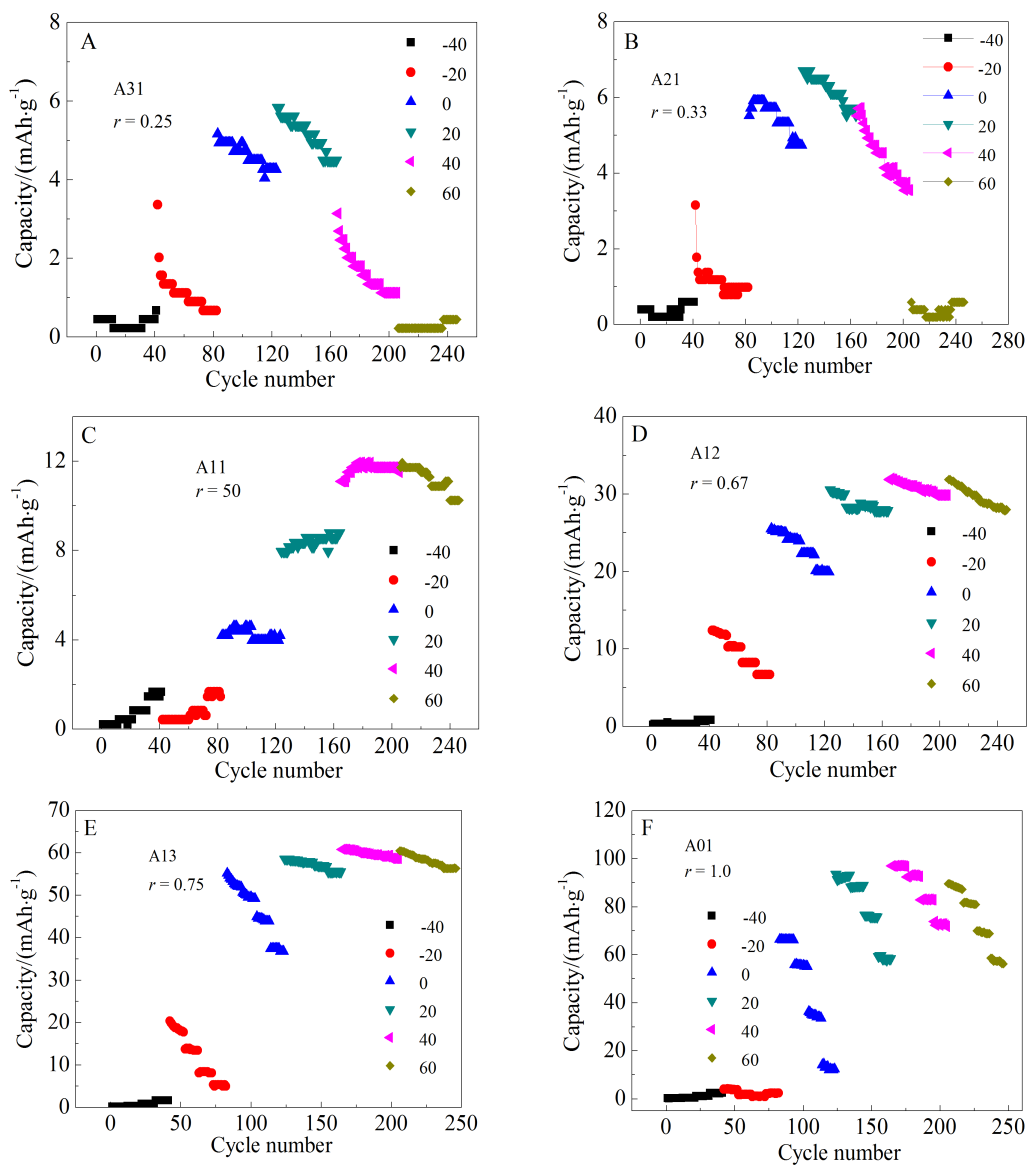 A
A31
r = 0.25
-40
-20
0
20
40
60
8
6
4
2
0
0 40 80 120 160 200 240
Cycle number
Capacity/(mAh·g-1)
B
A21
r = 0.33
-40
-20
0
20
40
60
8
6
4
2
0
0 40 80 120 160 200 240 280
Cycle number
Capacity/(mAh·g-1)
C
A11
r = 50
-40
-20
0
20
40
60
12
8
4
0
0 40 80 120 160 200 240
Cycle number
Capacity/(mAh·g-1)
D
A12
r = 0.67
-40
-20
0
20
40
60
40
30
20
10
0
0 40 80 120 160 200 240
Cycle number
Capacity/(mAh·g-1)
E
A13
r = 0.75
-40
-20
0
20
40
60
70
60
50
40
30
20
10
0
0 50 100 150 200 250
Cycle number
Capacity/(mAh·g-1)
F
A01
r = 1.0
-40
-20
0
20
40
60
120
100
80
60
40
20
0
0 50 100 150 200 250
Cycle number
Capacity/(mAh·g-1)